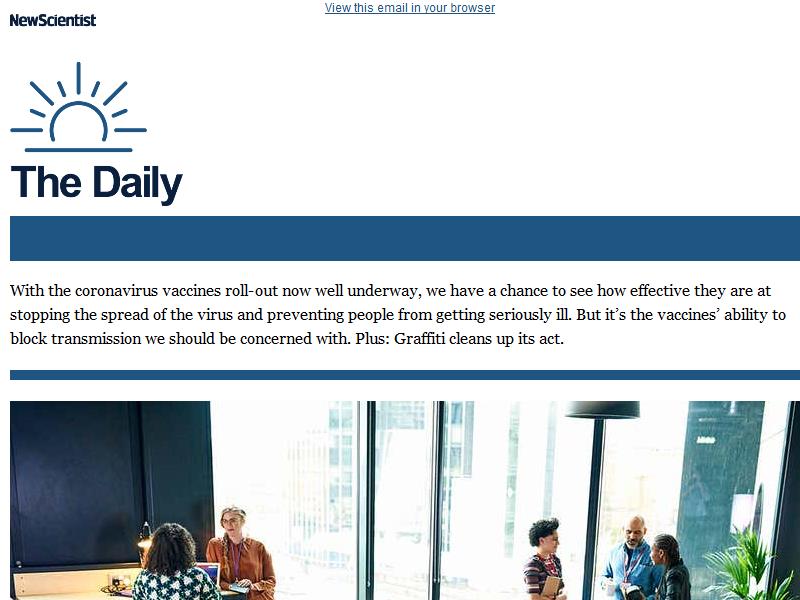 View this email in your browser
NewScientist
The Daily
With the coronavirus vaccines roll-out now well underway, we have a chance to see how effective they are at
stopping the spread of the virus and preventing people from getting seriously ill. But it’s the vaccines’ ability to
block transmission we should be concerned with. Plus: Graffiti cleans up its act.